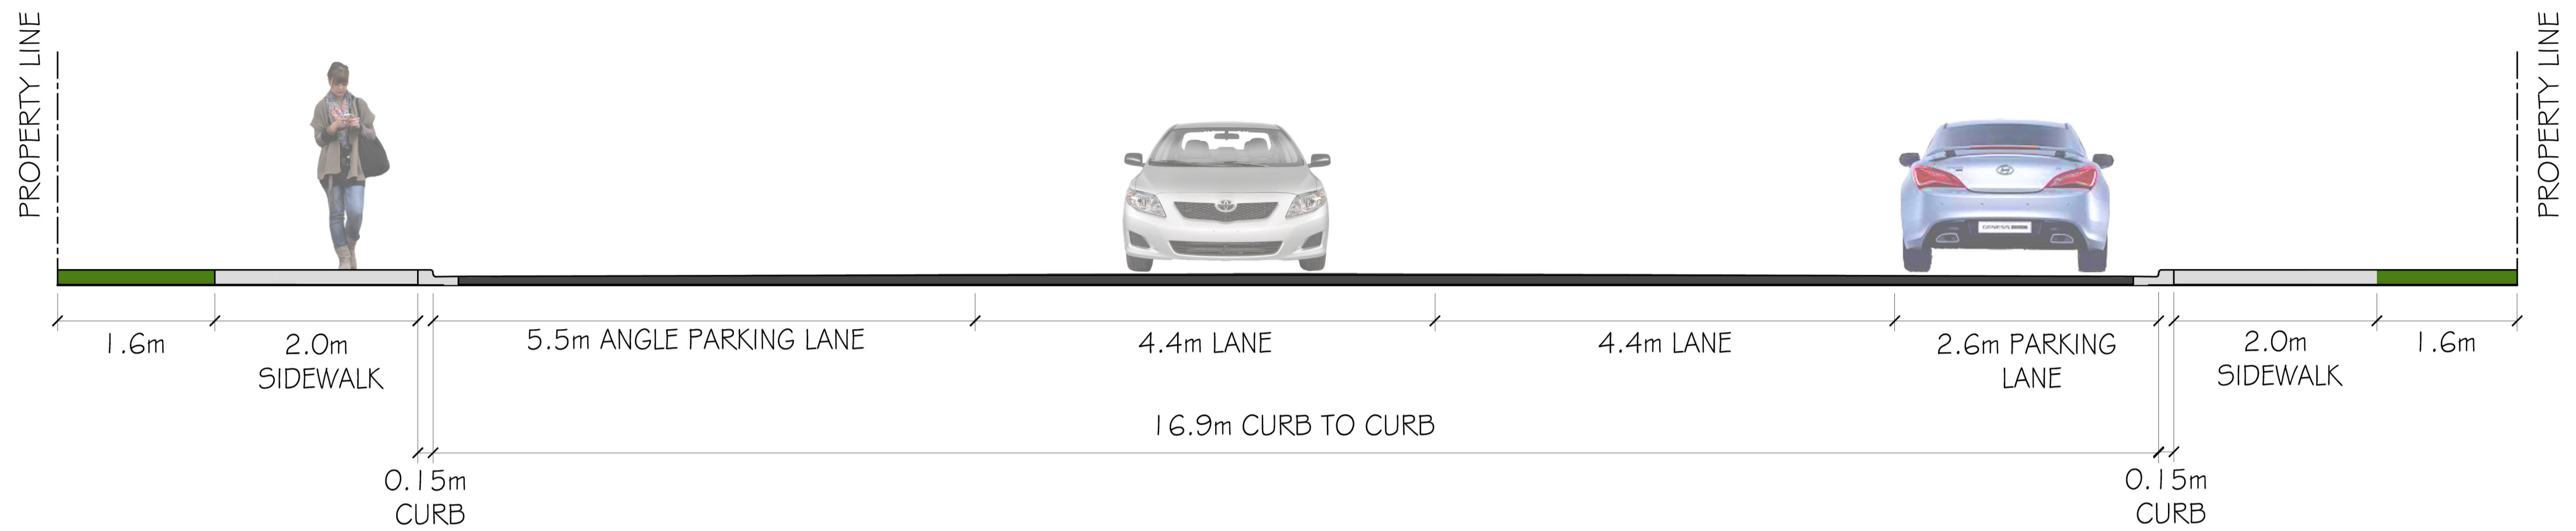 PROPERTY LINE
PROPERTY LINE
GENESIS
1.6m
2.0m
SIDEWALK
5.5m ANGLE PARKING LANE
4.4m LANE
4.4m LANE
2.6m PARKING
LANE
2.0m
SIDEWALK
1.6m
16.9m CURB TO CURB
0.15m
CURB
0.15m
CURB